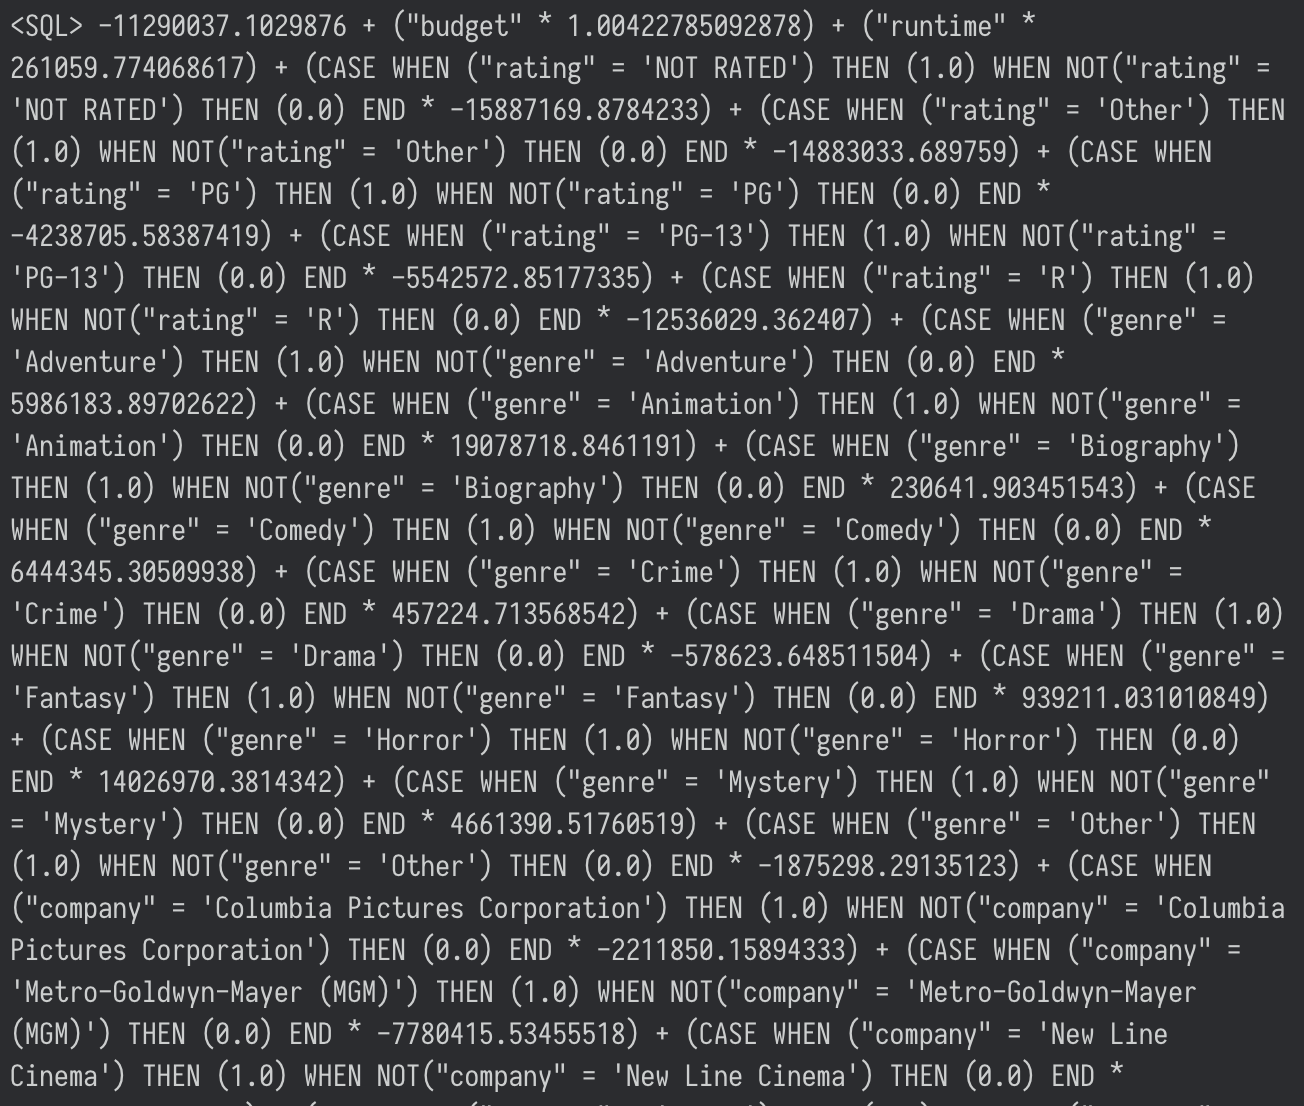 <SQL> -11290037.1029876 + ("budget" * 1.00422785092878) + ("runtime" *
261059.774068617) + (CASE WHEN ("rating" = 'NOT RATED') THEN (1.0) WHEN NOT("rating" =
'NOT RATED') THEN (0.0) END * -15887169.8784233) + (CASE WHEN ("rating" = 'Other') THEN
(1.0) WHEN NOT("rating" = 'Other') THEN (0.0) END * -14883033.689759) + (CASE WHEN
("rating" = 'PG') THEN (1.0) WHEN NOT("rating" = 'PG') THEN (0.0) END *
-4238705.58387419) + (CASE WHEN ("rating" = 'PG-13') THEN (1.0) WHEN NOT("rating" =
'PG-13') THEN (0.0) END * -5542572.85177335) + (CASE WHEN ("rating" = 'R') THEN (1.0)
WHEN NOT("rating" = 'R') THEN (0.0) END * -12536029.362407) + (CASE WHEN ("genre" =
'Adventure') THEN (1.0) WHEN NOT("genre" = 'Adventure') THEN (0.0) END *
5986183.89702622) + (CASE WHEN ("genre" = 'Animation') THEN (1.0) WHEN NOT("genre" =
'Animation') THEN (0.0) END * 19078718.8461191) + (CASE WHEN ("genre" = 'Biography')
THEN (1.0) WHEN NOT("genre" = 'Biography') THEN (0.0) END * 230641.903451543) + (CASE
WHEN ("genre" = 'Comedy') THEN (1.0) WHEN NOT("genre" = 'Comedy') THEN (0.0) END *
6444345.30509938) + (CASE WHEN ("genre" = 'Crime') THEN (1.0) WHEN NOT("genre" =
'Crime') THEN (0.0) END * 457224.713568542) + (CASE WHEN ("genre" = 'Drama') THEN (1.0)
WHEN NOT("genre" = 'Drama') THEN (0.0) END * -578623.648511504) + (CASE WHEN ("genre" =
'Fantasy') THEN (1.0) WHEN NOT("genre" = 'Fantasy') THEN (0.0) END * 939211.031010849)
+ (CASE WHEN ("genre" = 'Horror') THEN (1.0) WHEN NOT("genre" = 'Horror') THEN (0.0)
END * 14026970.3814342) + (CASE WHEN ("genre" = 'Mystery') THEN (1.0) WHEN NOT("genre"
= 'Mystery') THEN (0.0) END * 4661390.51760519) + (CASE WHEN ("genre" = 'Other') THEN
(1.0) WHEN NOT("genre" = 'Other') THEN (0.0) END * -1875298.29135123) + (CASE WHEN
("company" = 'Columbia Pictures Corporation') THEN (1.0) WHEN NOT("company" = 'Columbia
Pictures Corporation') THEN (0.0) END * -2211850.15894333) + (CASE WHEN ("company" =
'Metro-Goldwyn-Mayer (MGM)') THEN (1.0) WHEN NOT("company" = 'Metro-Goldwyn-Mayer
(MGM)') THEN (0.0) END * -7780415.53455518) + (CASE WHEN ("company" = 'New Line
Cinema') THEN (1.0) WHEN NOT("company" = 'New Line Cinema') THEN (0.0) END *